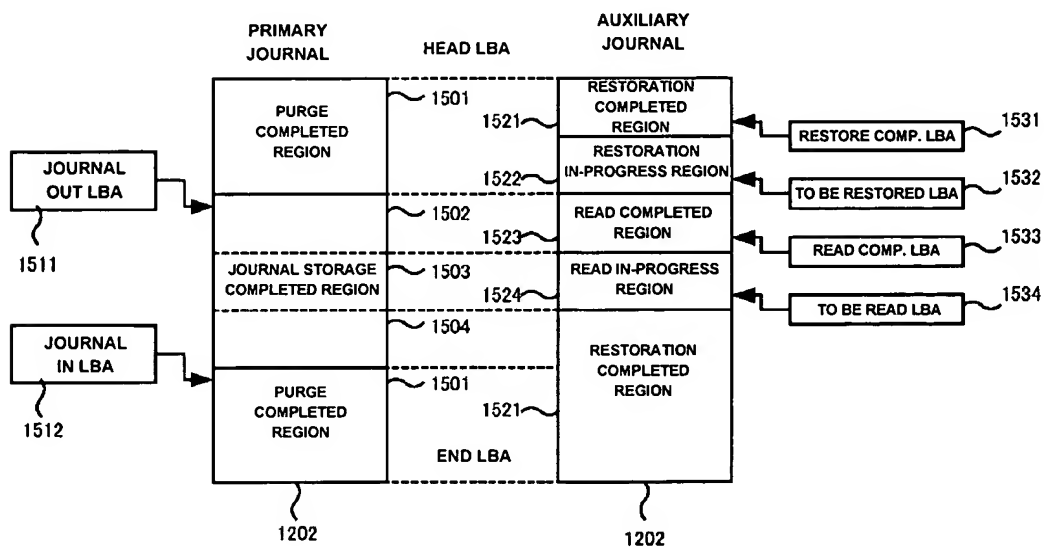 PRIMARY
JOURNAL
HEAD LBA
AUXILIARY
JOURNAL
PURGE
COMPLETED
REGION
1501
RESTORATION
COMPLETED
REGION
1521
RESTORE COMP. LBA
1531
JOURNAL
OUT LBA
1511
RESTORATION
IN-PROGRESS REGION
1522
TO BE RESTORED LBA
1532
1502
READ COMPLETED
REGION
1523
READ COMP. LBA
1533
JOURNAL STORAGE
COMPLETED REGION
1503
READ IN-PROGRESS
REGION
1524
TO BE READ LBA
1534
JOURNAL
IN LBA
1512
1504
RESTORATION
COMPLETED
REGION
1521
PURGE
COMPLETED
REGION
1501
END LBA
1202
1202